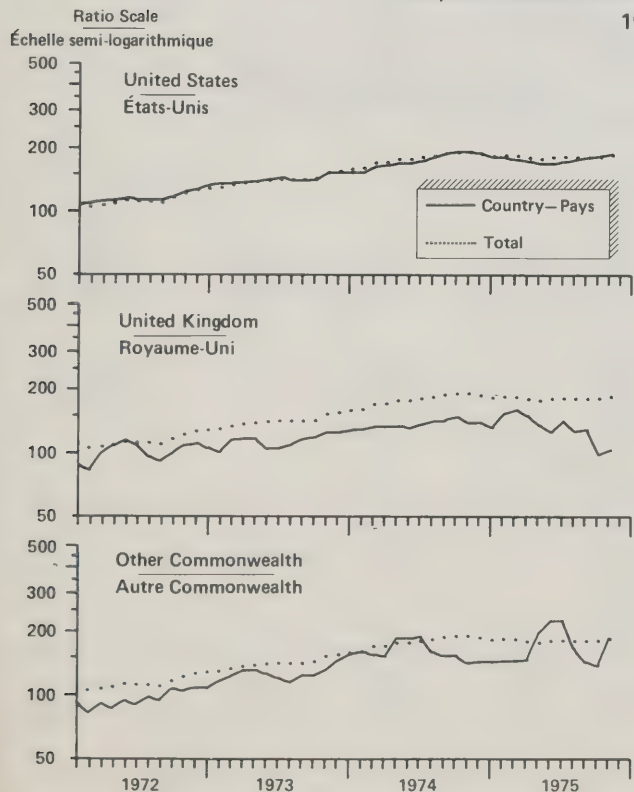 Ratio Scale
Échelle semi-logarithmique
500
300
200
100
50
United States
États-Unis
Country–Pays
Total
500
300
200
100
50
United Kingdom
Royaume-Uni
500
300
200
100
50
Other Commonwealth
Autre Commonwealth
1972 1973 1974 1975